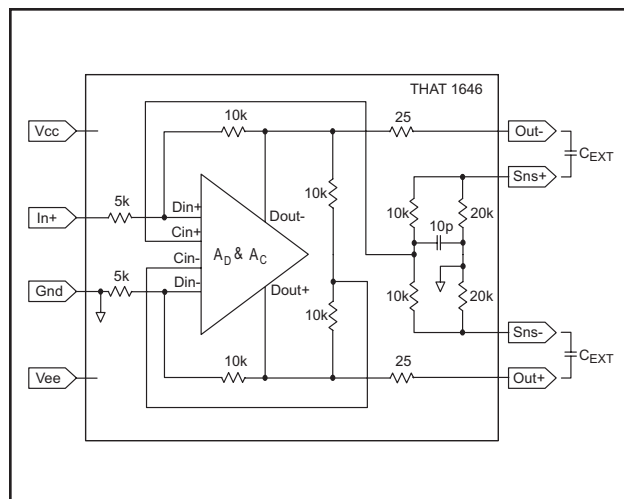 THAT 1646
10k
25
Vcc
Out-
CEXT
Sns+
10k
10k
20k
5k
10p
In+
Din+
Dout-
Cin+
AD & AC
Cin-
Gnd
5k
Din-
Dout+
10k
10k
20k
Sns-
CEXT
10k
25
Vee
Out+